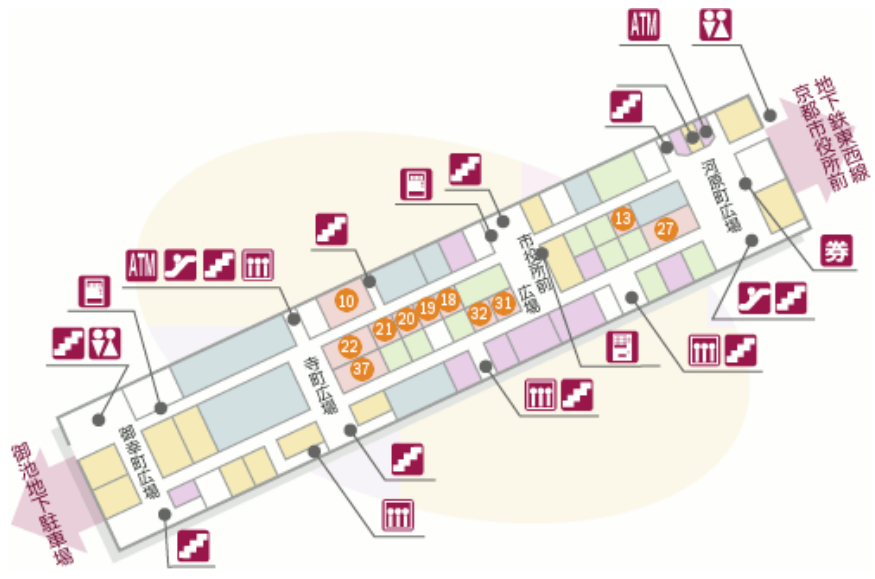 ATM
地下鉄東西線
京都市役所前
河原町広場
13
27
券
市役所前
広場
ATM
10
18
19
20
21
22
31
32
37
寺町広場
御幸町広場
御池地下駐車場